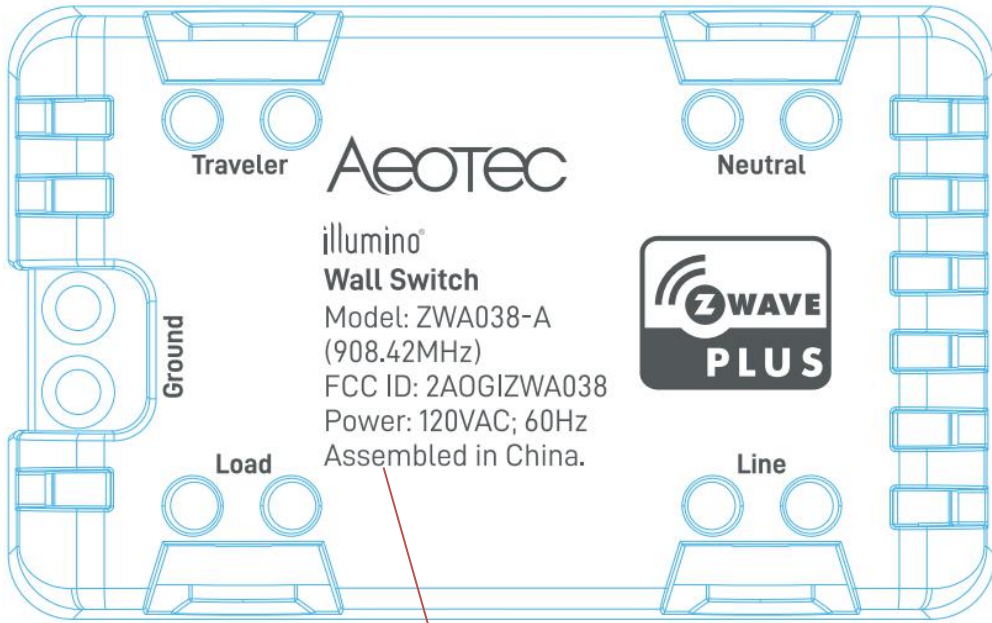 Traveler
Neutral
AEOTEC
illumino®
Wall Switch
Model: ZWA038-A
(908.42MHz)
FCC ID: 2AOGIZWA038
Power: 120VAC; 60Hz
Assembled in China.
Z WAVE
PLUS
Ground
Load
Line